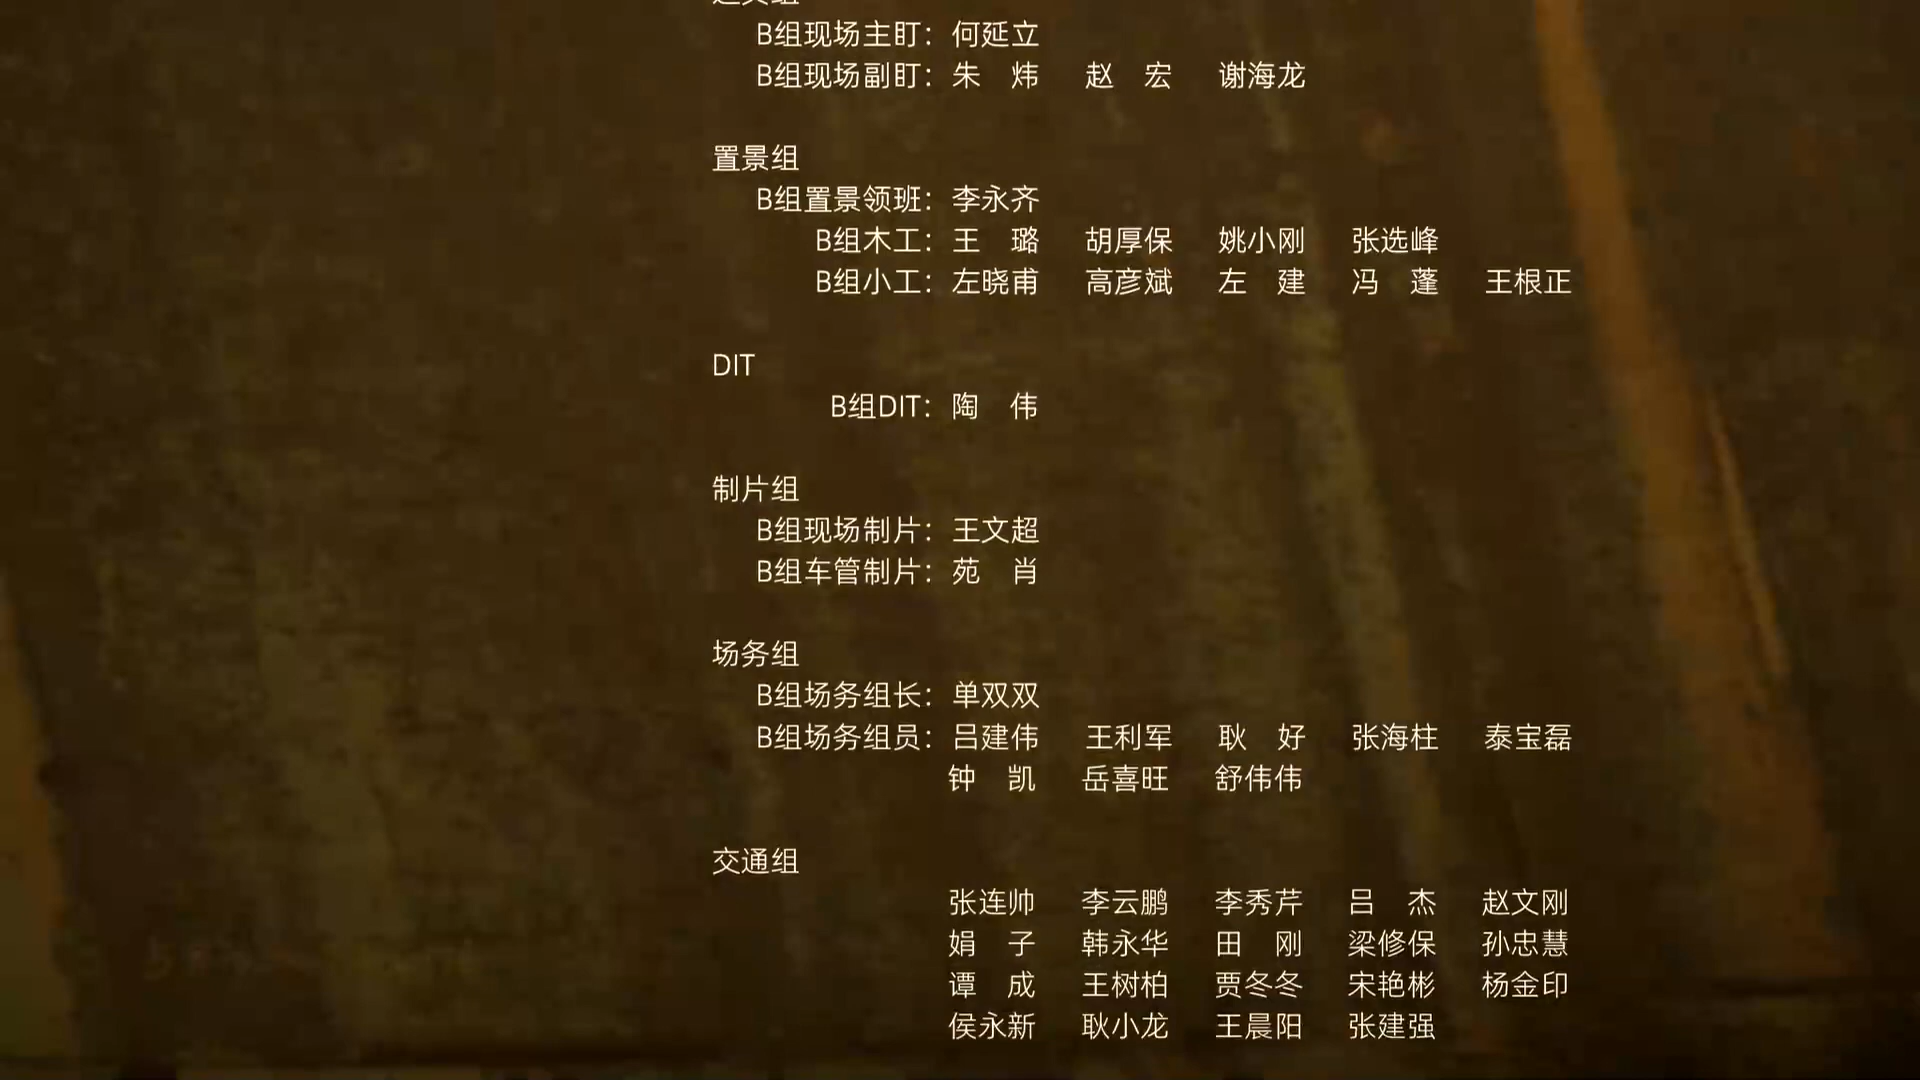 B组现场主盯：何延立
B组现场副盯：朱　炜　赵　宏　谢海龙
置景组
B组置景领班：李永齐
B组木工：王　璐　胡厚保　姚小刚　张选峰
B组小工：左晓甫　高彦斌　左　建　冯　蓬　王根正
DIT
B组DIT：陶　伟
制片组
B组现场制片：王文超
B组车管制片：苑　肖
场务组
B组场务组长：单双双
B组场务组员：吕建伟　王利军　耿　好　张海柱　泰宝磊
钟　凯　岳喜旺　舒伟伟
交通组
张连帅　李云鹏　李秀芹　吕　杰　赵文刚
娟　子　韩永华　田　刚　梁修保　孙忠慧
谭　成　王树柏　贾冬冬　宋艳彬　杨金印
侯永新　耿小龙　王晨阳　张建强